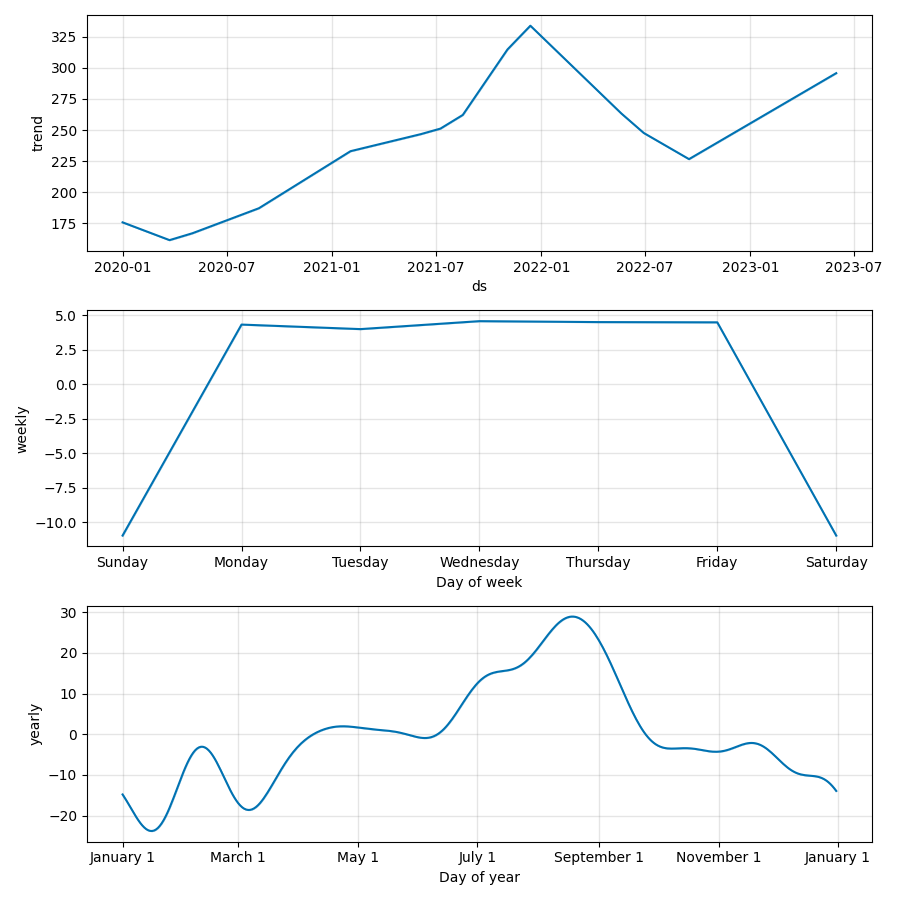 325
300
275
250
225
200
175
trend
2020-01 2020-07 2021-01 2021-07 2022-01 2022-07 2023-01 2023-07
ds
5.0
2.5
0.0
−2.5
−5.0
−7.5
−10.0
weekly
Sunday Monday Tuesday Wednesday Thursday Friday Saturday
Day of week
30
20
10
0
−10
−20
yearly
January 1 March 1 May 1 July 1 September 1 November 1 January 1
Day of year